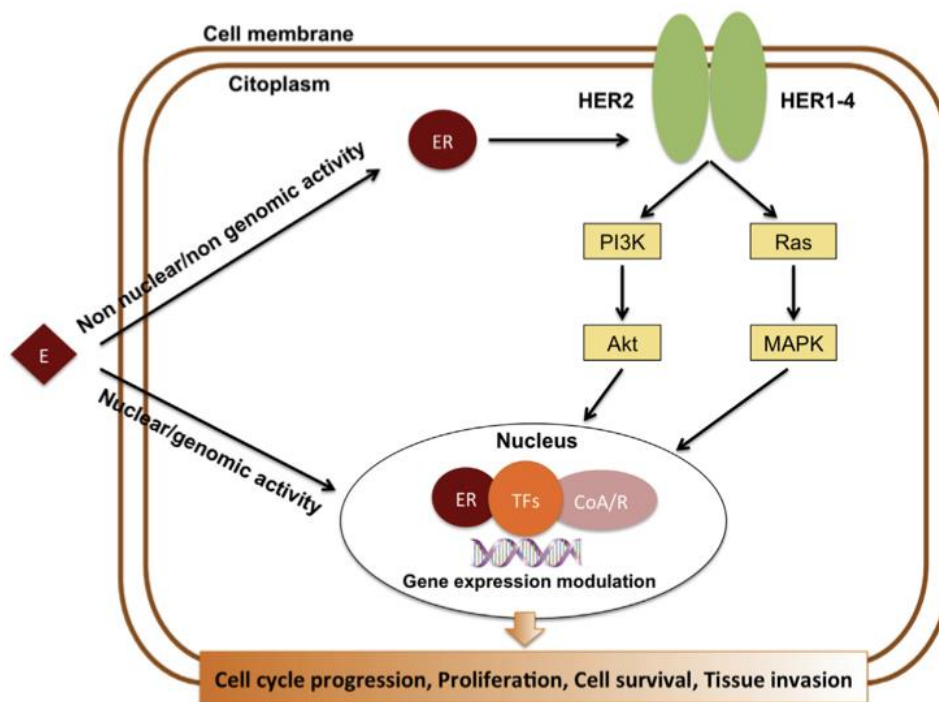 Cell membrane
Citoplasm
HER2
HER1-4
ER
Non nuclear/non genomic activity
PI3K
Ras
E
Akt
MAPK
Nuclear/genomic activity
Nucleus
ER
TFs
CoA/R
Gene expression modulation
Cell cycle progression, Proliferation, Cell survival, Tissue invasion